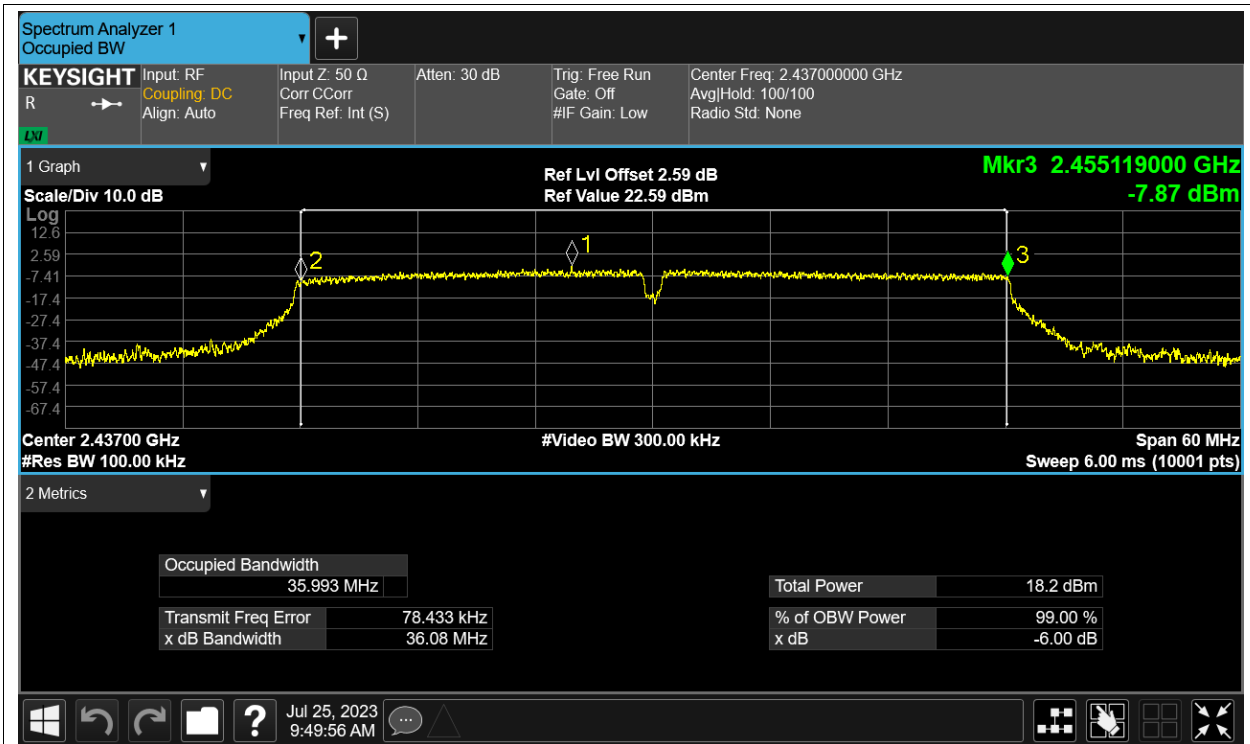 Spectrum Analyzer 1
Occupied BW
KEYSIGHT Input: RF Input Z: 50 Ω Atten: 30 dB Trig: Free Run Center Freq: 2.437000000 GHz
R Coupling: DC Corr CCorr Gate: Off Avg|Hold: 100/100
Align: Auto Freq Ref: Int (S) #IF Gain: Low Radio Std: None
LXI
1 Graph Ref Lvl Offset 2.59 dB Mkr3 2.455119000 GHz
Scale/Div 10.0 dB Ref Value 22.59 dBm -7.87 dBm
Log
12.6
2.59
-7.41
-17.4
-27.4
-37.4
-47.4
-57.4
-67.4
2
1
3
Center 2.43700 GHz #Video BW 300.00 kHz Span 60 MHz
#Res BW 100.00 kHz Sweep 6.00 ms (10001 pts)
2 Metrics
Occupied Bandwidth
35.993 MHz Total Power 18.2 dBm
Transmit Freq Error 78.433 kHz % of OBW Power 99.00 %
x dB Bandwidth 36.08 MHz x dB -6.00 dB
Jul 25, 2023
9:49:56 AM